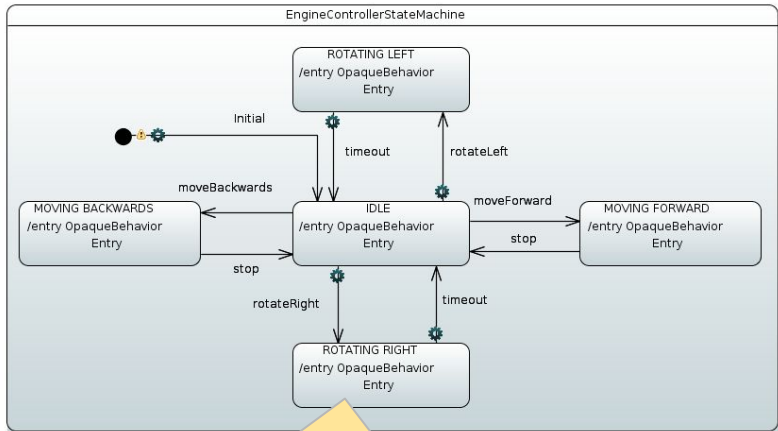 EngineControllerStateMachine
ROTATING LEFT
/entry OpaqueBehavior
Entry
Initial
timeout
rotateLeft
moveBackwards
MOVING BACKWARDS
/entry OpaqueBehavior
Entry
IDLE
/entry OpaqueBehavior
Entry
moveForward
MOVING FORWARD
/entry OpaqueBehavior
Entry
stop
stop
rotateRight
timeout
ROTATING RIGHT
/entry OpaqueBehavior
Entry